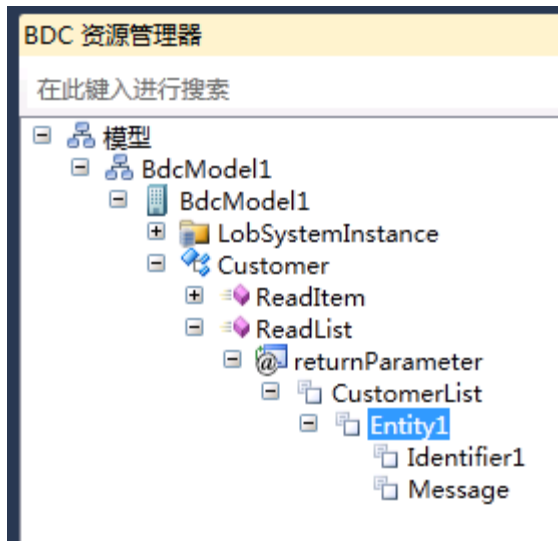 BDC 资源管理器
在此键入进行搜索
模型
BdcModel1
BdcModel1
LobSystemInstance
Customer
ReadItem
ReadList
returnParameter
CustomerList
Entity1
Identifier1
Message